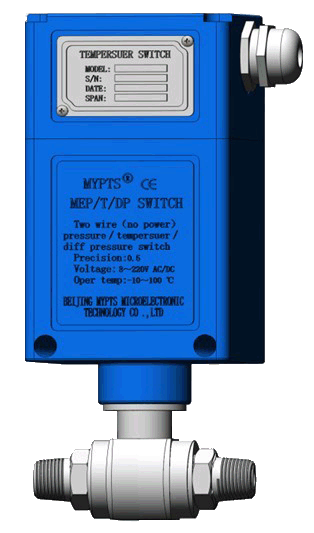 TEMPERSUER SWITCH
MODEL:
S/N:
DATE:
SPAN:
MYPTS® CE
MEP/T/DP SWITCH
Two wire (no power)
pressure/tempersuer/
diff pressure switch
Precision:0.5
Voltage:8～220V AC/DC
Oper temp:-10～100 ℃
BEIJING MYPTS MICROELECTRONIC
TECHNOLOGY CO .,LTD